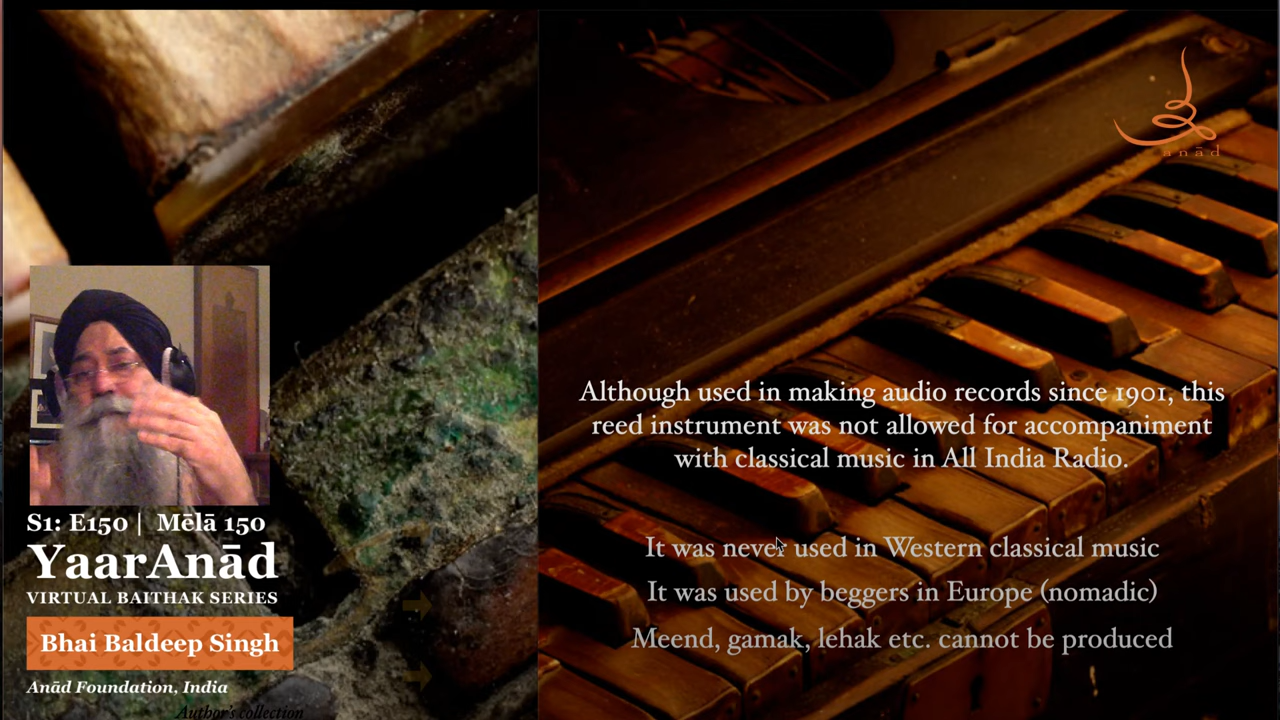 anād
Although used in making audio records since 1901, this
reed instrument was not allowed for accompaniment
with classical music in All India Radio.
It was never used in Western classical music
It was used by beggers in Europe (nomadic)
Meend, gamak, lehak etc. cannot be produced
S1: E150 | Mēlā 150
YaarAnād
VIRTUAL BAITHAK SERIES
Bhai Baldeep Singh
Anād Foundation, India
Author's collection